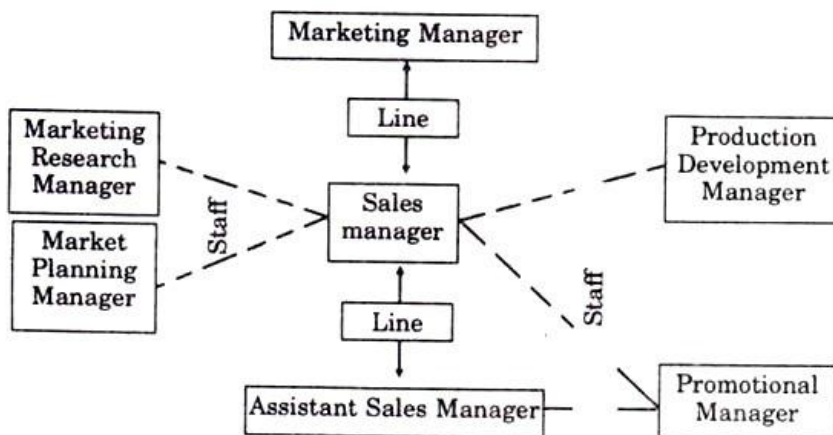 Marketing Manager
Line
Marketing
Research
Manager
Production
Development
Manager
Staff
Sales
manager
Market
Planning
Manager
Staff
Line
Assistant Sales Manager
Promotional
Manager